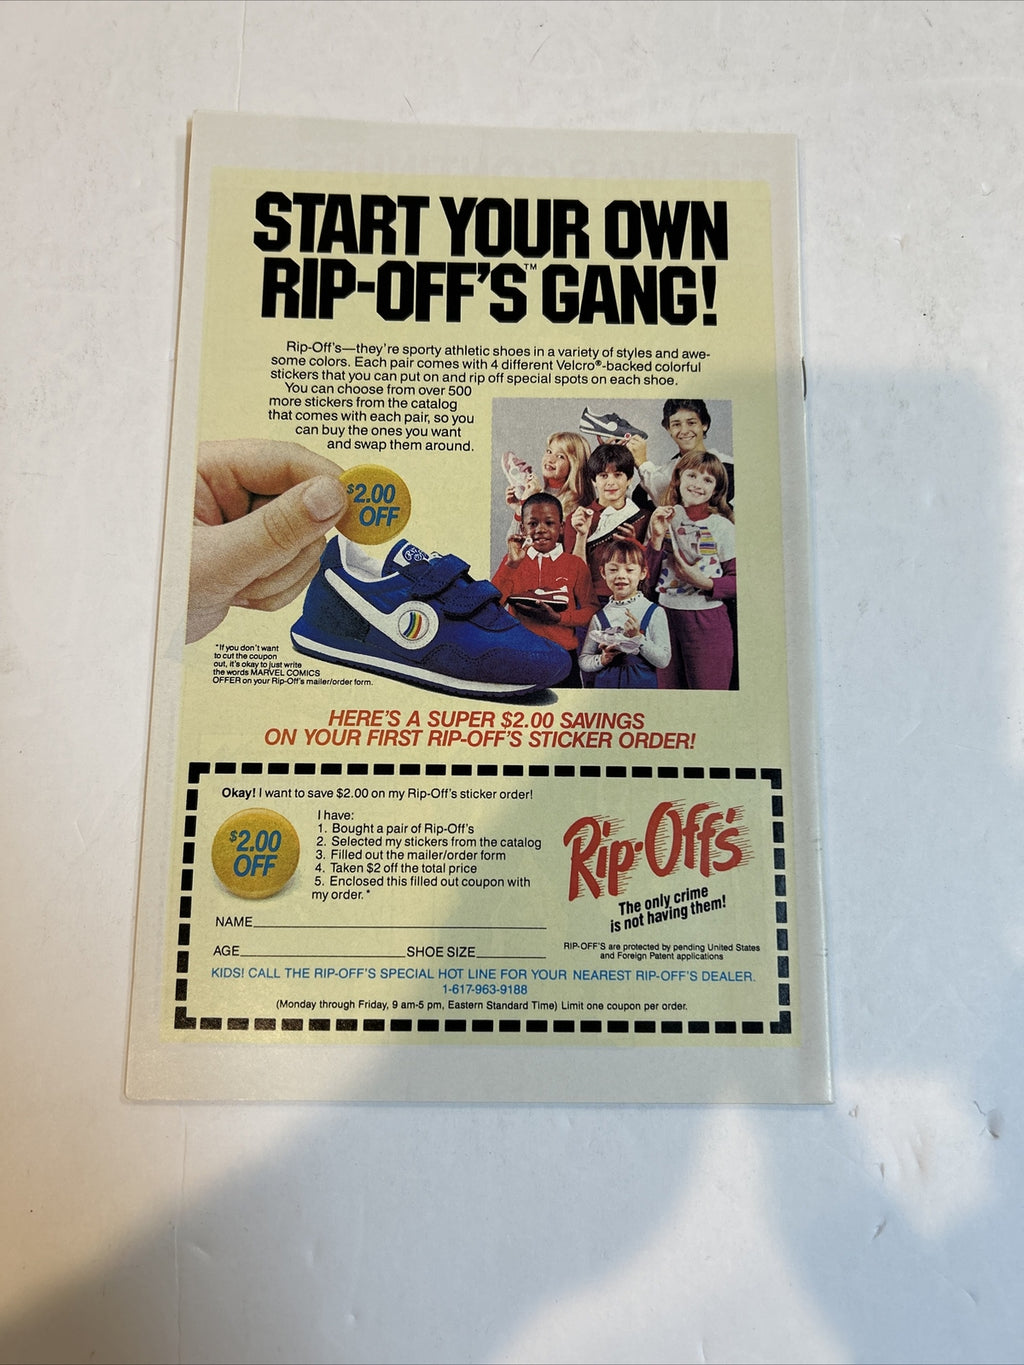 START YOUR OWN
RIP-OFF'S™ GANG!
Rip-Off's—they're sporty athletic shoes in a variety of styles and awe-
some colors. Each pair comes with 4 different Velcro®-backed colorful
stickers that you can put on and rip off special spots on each shoe.
You can choose from over 500
more stickers from the catalog
that comes with each pair, so you
can buy the ones you want
and swap them around.
$2.00
OFF
*If you don't want
to cut the coupon
out, it's okay to just write
the words MARVEL COMICS
OFFER on your Rip-Off's mailer/order form.
HERE'S A SUPER $2.00 SAVINGS
ON YOUR FIRST RIP-OFF'S STICKER ORDER!
Okay! I want to save $2.00 on my Rip-Off's sticker order!
$2.00
OFF
I have:
1. Bought a pair of Rip-Off's
2. Selected my stickers from the catalog
3. Filled out the mailer/order form
4. Taken $2 off the total price
5. Enclosed this filled out coupon with
my order.*
Rip-Off's
The only crime
is not having them!
NAME
AGE SHOE SIZE
RIP-OFF'S are protected by pending United States
and Foreign Patent applications
KIDS! CALL THE RIP-OFF'S SPECIAL HOT LINE FOR YOUR NEAREST RIP-OFF'S DEALER.
1-617-963-9188
(Monday through Friday, 9 am-5 pm, Eastern Standard Time) Limit one coupon per order.